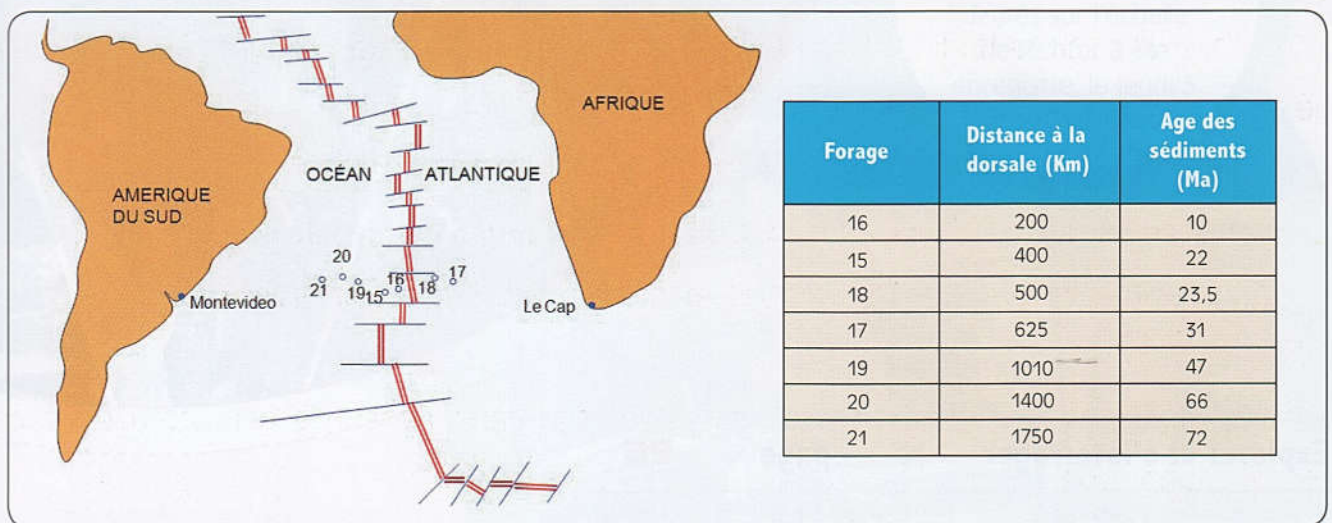 AFRIQUE
OCÉAN ATLANTIQUE
AMERIQUE
DU SUD
20
17
21
19
15
16
18
Montevideo
Le Cap
Forage
Distance à la
dorsale (Km)
Age des
sédiments
(Ma)
16 200 10
15 400 22
18 500 23,5
17 625 31
19 1010 47
20 1400 66
21 1750 72